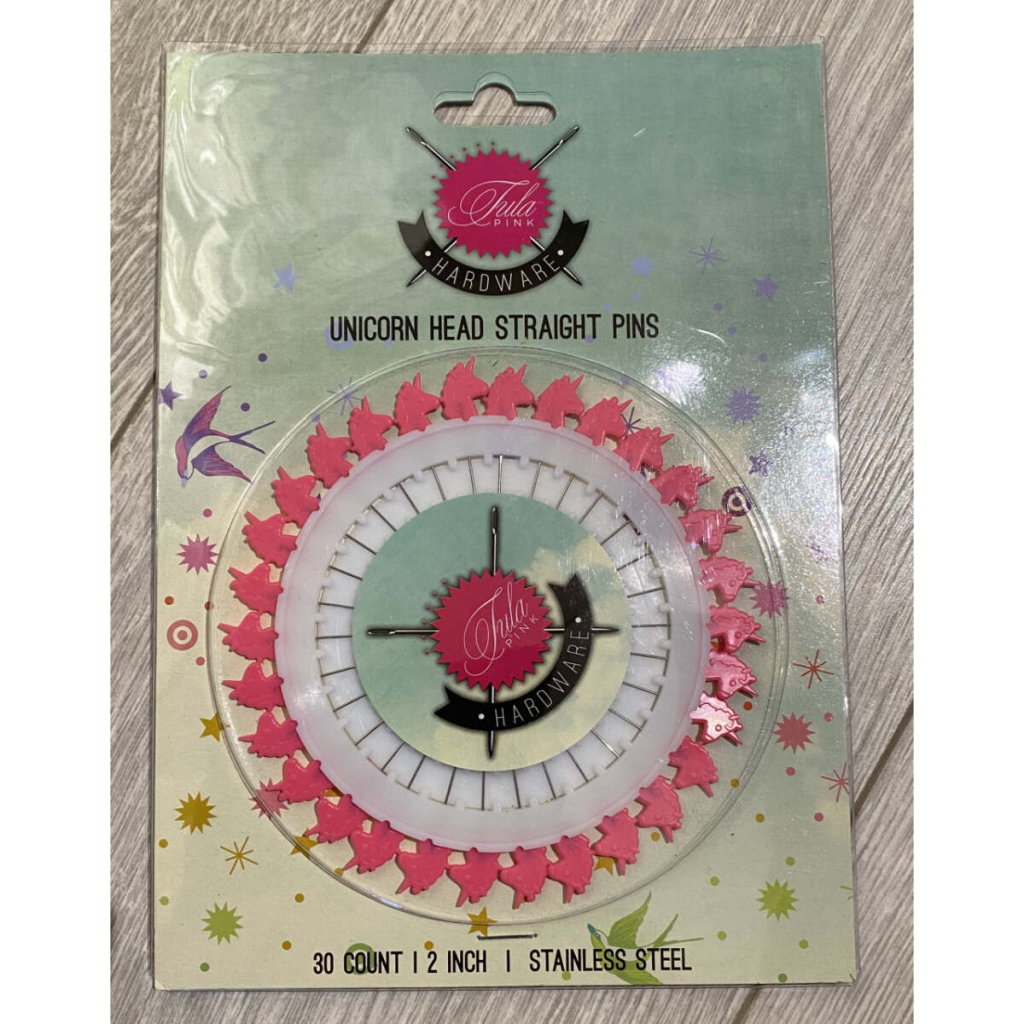 Tula
PINK
• HARDWARE •
UNICORN HEAD STRAIGHT PINS
Tula
PINK
• HARDWARE •
30 COUNT | 2 INCH | STAINLESS STEEL